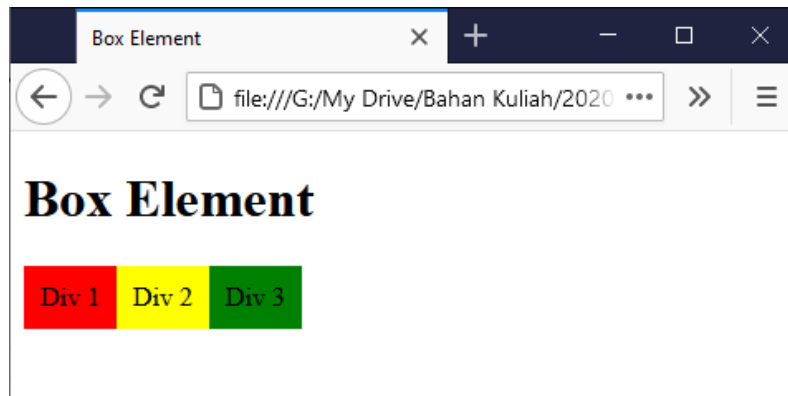 Box Element
file:///G:/My Drive/Bahan Kuliah/2020
Box Element
Div 1 Div 2 Div 3